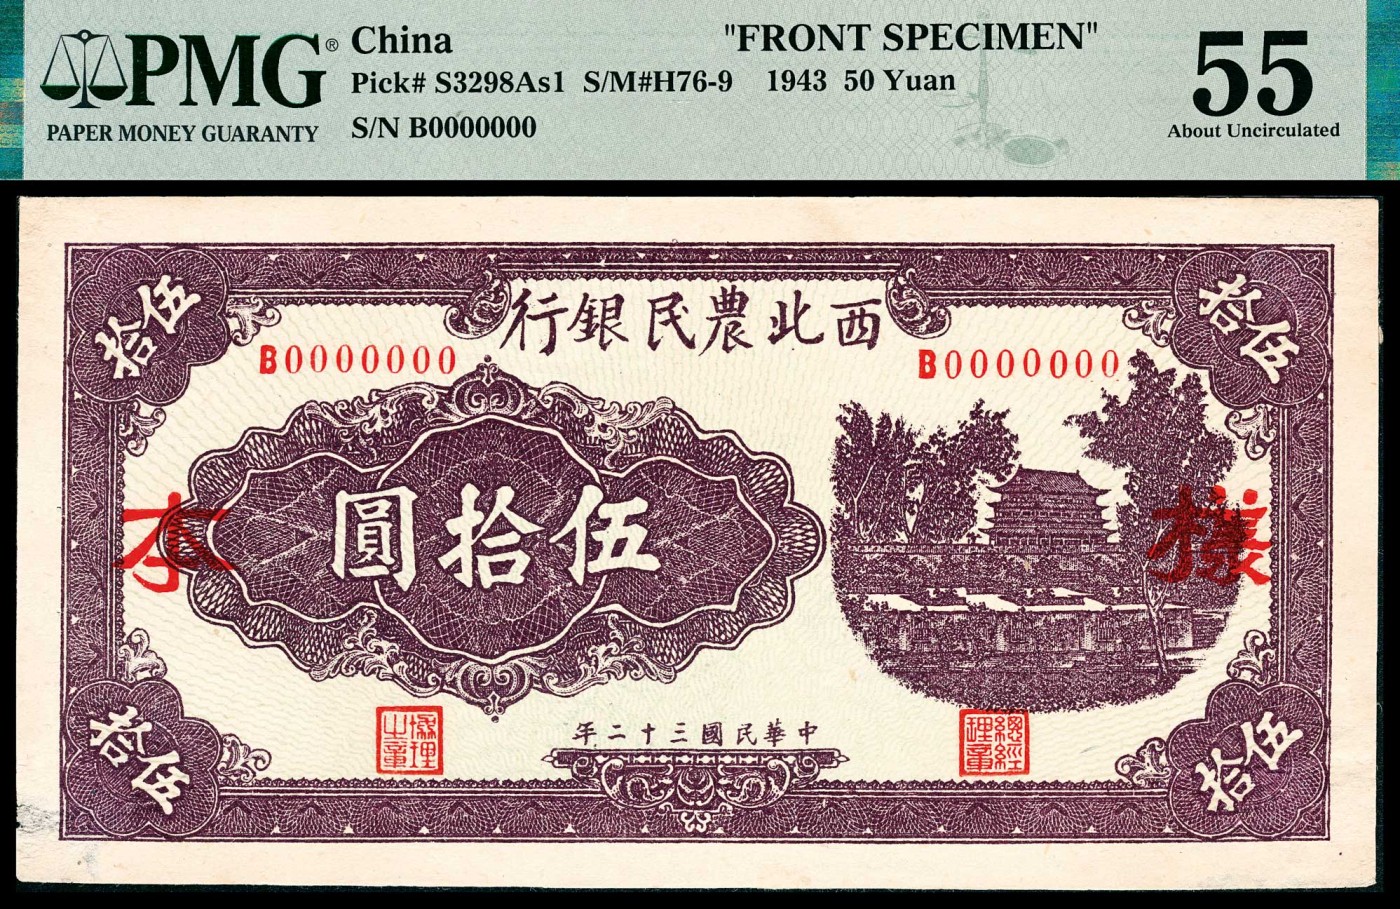 PMG® China "FRONT SPECIMEN" 55
Pick# S3298As1 S/M#H76-9 1943 50 Yuan
PAPER MONEY GUARANTY S/N B0000000 About Uncirculated
伍拾 伍拾
西北農民銀行
B0000000 B0000000
伍拾圓
樣本
中華民國三十二年
總經理章
協理之章
伍拾 伍拾